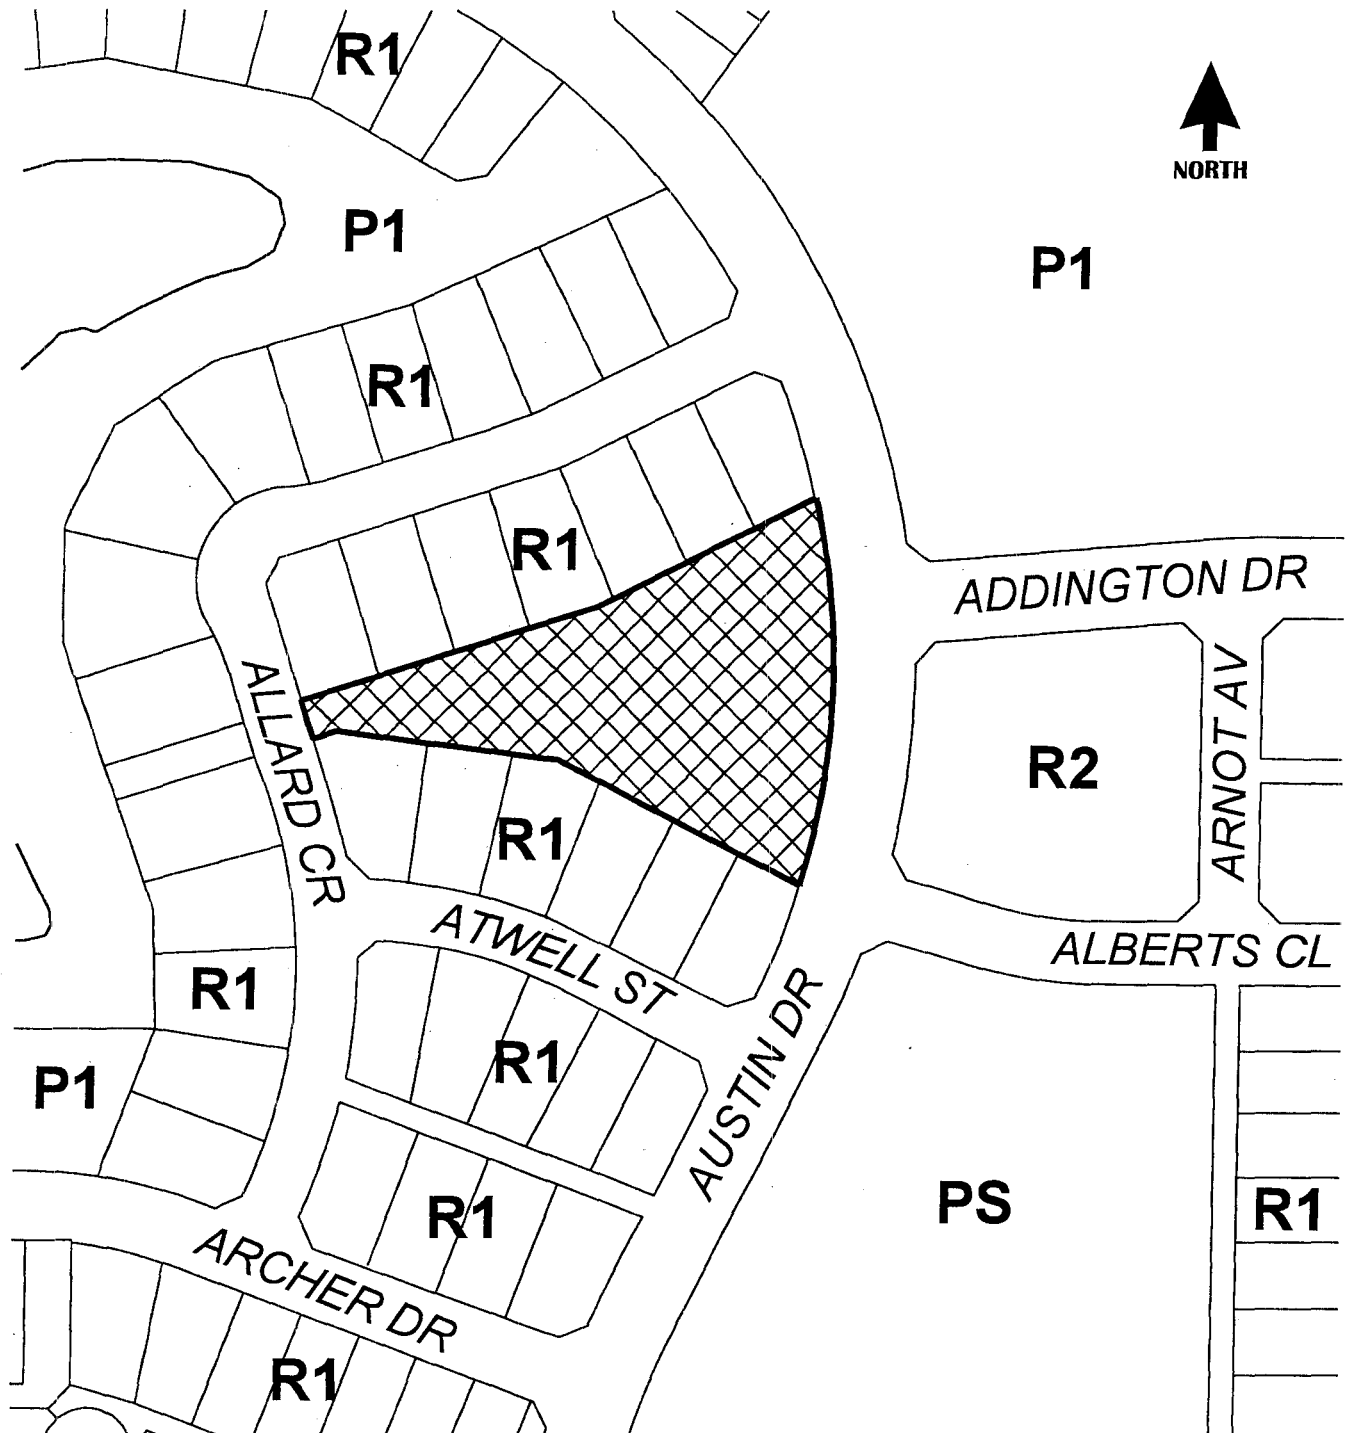 R1
NORTH
P1
P1
R1
R1
ADDINGTON DR
ALLARD CR
ARNOT AV
R2
R1
ATWELL ST
ALBERTS CL
R1
AUSTIN DR
R1
P1
PS
R1
R1
ARCHER DR
R1